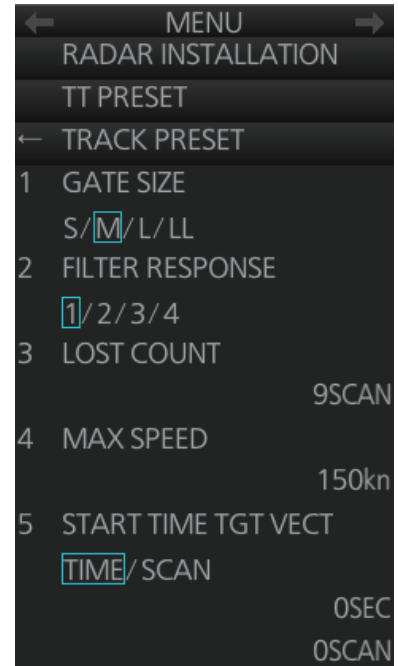 ← MENU →
RADAR INSTALLATION
TT PRESET
← TRACK PRESET
1 GATE SIZE
S/M/L/LL
2 FILTER RESPONSE
1/2/3/4
3 LOST COUNT
9SCAN
4 MAX SPEED
150kn
5 START TIME TGT VECT
TIME/SCAN
0SEC
0SCAN